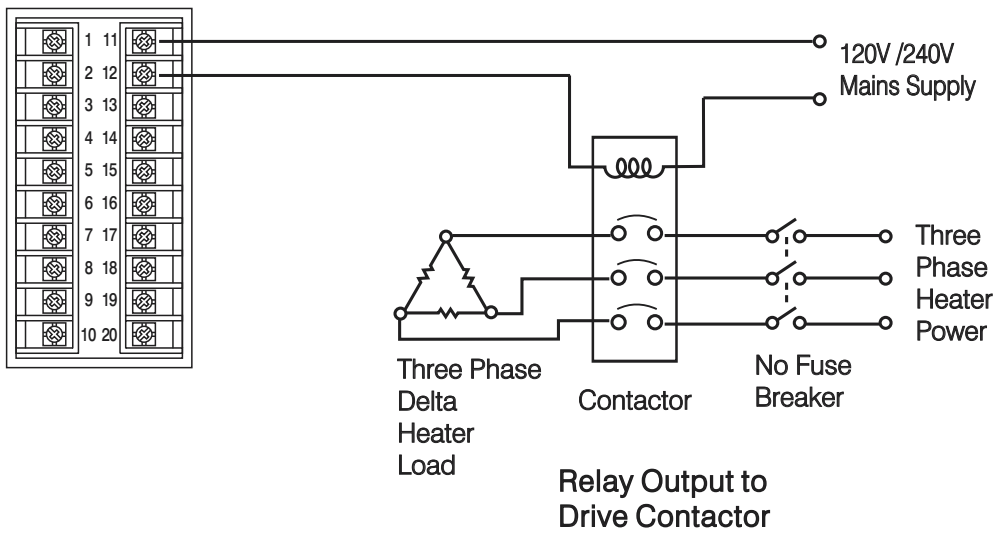 1 11
2 12
3 13
4 14
5 15
6 16
7 17
8 18
9 19
10 20
120V /240V
Mains Supply
Three
Phase
Heater
Power
No Fuse
Breaker
Contactor
Three Phase
Delta
Heater
Load
Relay Output to
Drive Contactor